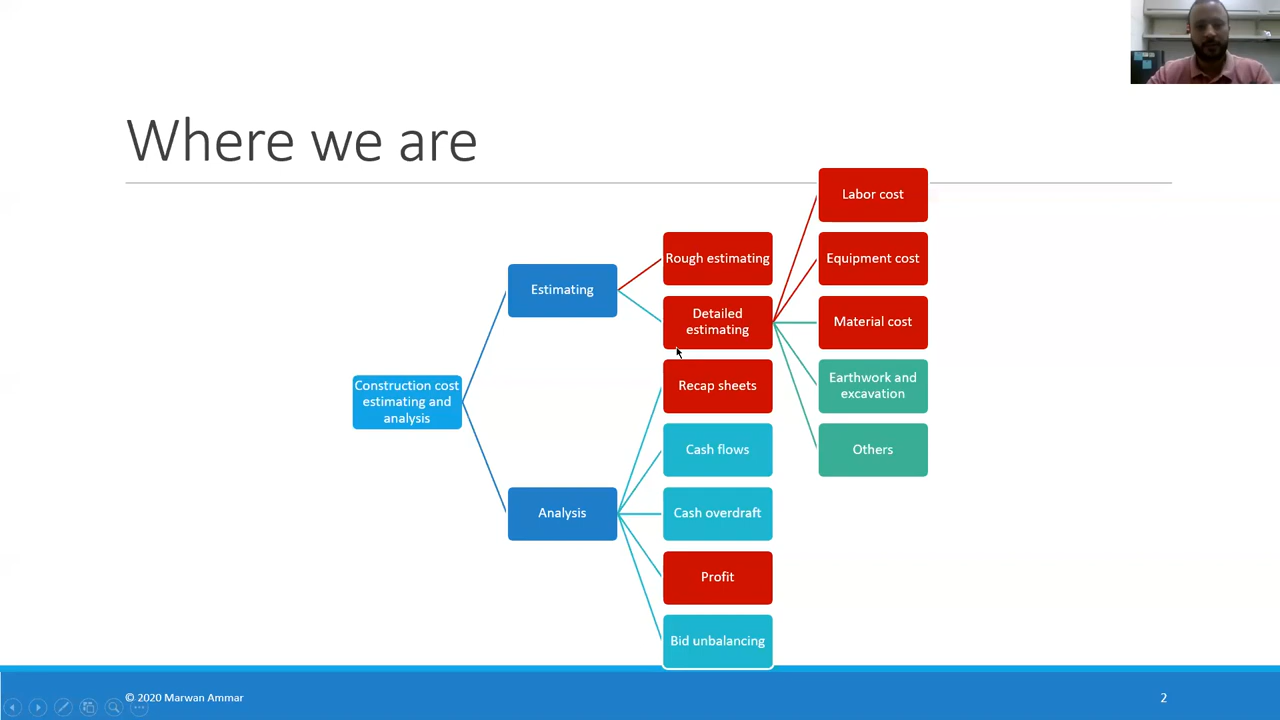 Where we are
Labor cost
Rough estimating
Equipment cost
Estimating
Detailed
estimating
Material cost
Recap sheets
Earthwork and
excavation
Construction cost
estimating and
analysis
Cash flows
Others
Analysis
Cash overdraft
Profit
Bid unbalancing
© 2020 Marwan Ammar
2